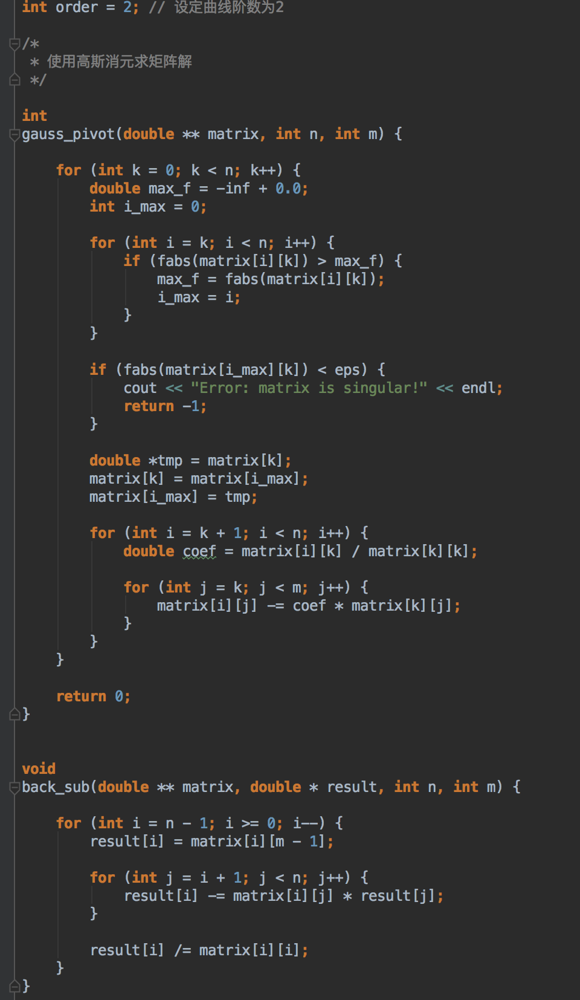 int order = 2; // 设定曲线阶数为2
/*
 * 使用高斯消元求矩阵解
 */
int
gauss_pivot(double ** matrix, int n, int m) {
    for (int k = 0; k < n; k++) {
        double max_f = -inf + 0.0;
        int i_max = 0;
        for (int i = k; i < n; i++) {
            if (fabs(matrix[i][k]) > max_f) {
                max_f = fabs(matrix[i][k]);
                i_max = i;
            }
        }
        if (fabs(matrix[i_max][k]) < eps) {
            cout << "Error: matrix is singular!" << endl;
            return -1;
        }
        double *tmp = matrix[k];
        matrix[k] = matrix[i_max];
        matrix[i_max] = tmp;
        for (int i = k + 1; i < n; i++) {
            double coef = matrix[i][k] / matrix[k][k];
            for (int j = k; j < m; j++) {
                matrix[i][j] -= coef * matrix[k][j];
            }
        }
    }
    return 0;
}
void
back_sub(double ** matrix, double * result, int n, int m) {
    for (int i = n - 1; i >= 0; i--) {
        result[i] = matrix[i][m - 1];
        for (int j = i + 1; j < n; j++) {
            result[i] -= matrix[i][j] * result[j];
        }
        result[i] /= matrix[i][i];
    }
}